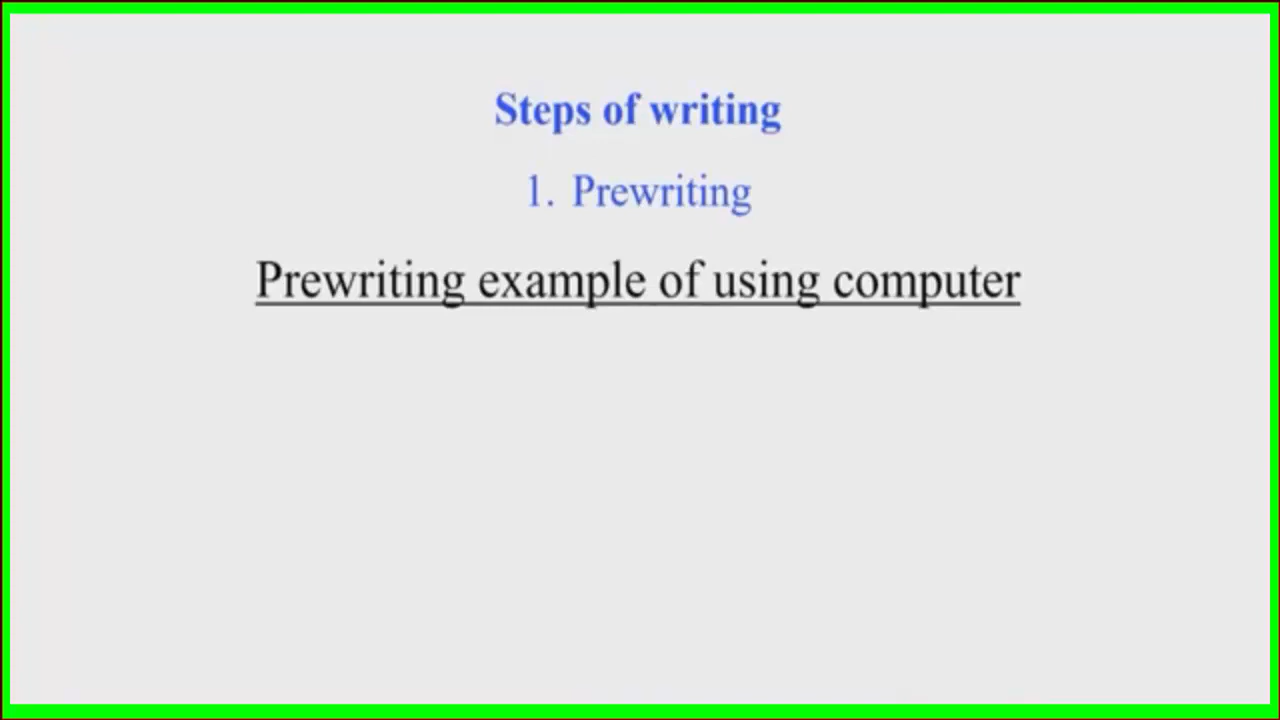 Steps of writing
1. Prewriting
Prewriting example of using computer